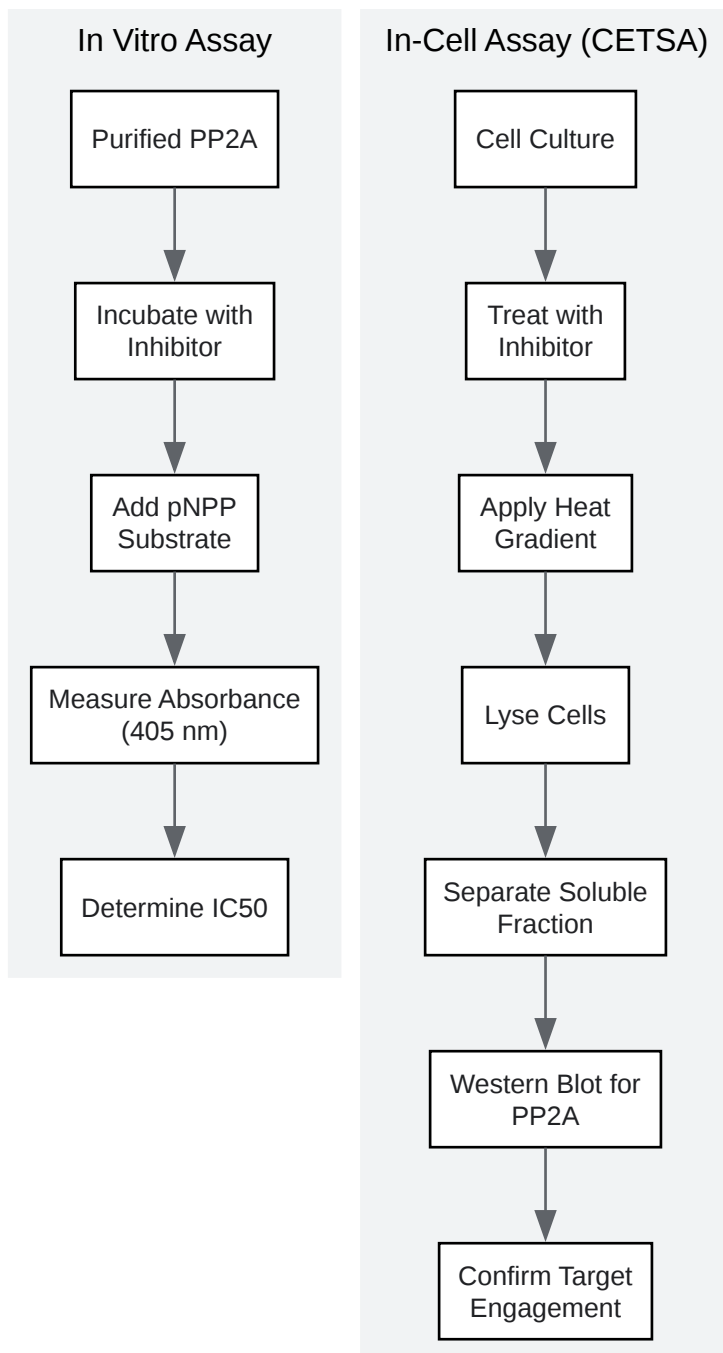 In Vitro Assay
Purified PP2A
Incubate with
Inhibitor
Add pNPP
Substrate
Measure Absorbance
(405 nm)
Determine IC50
In-Cell Assay (CETSA)
Cell Culture
Treat with
Inhibitor
Apply Heat
Gradient
Lyse Cells
Separate Soluble
Fraction
Western Blot for
PP2A
Confirm Target
Engagement